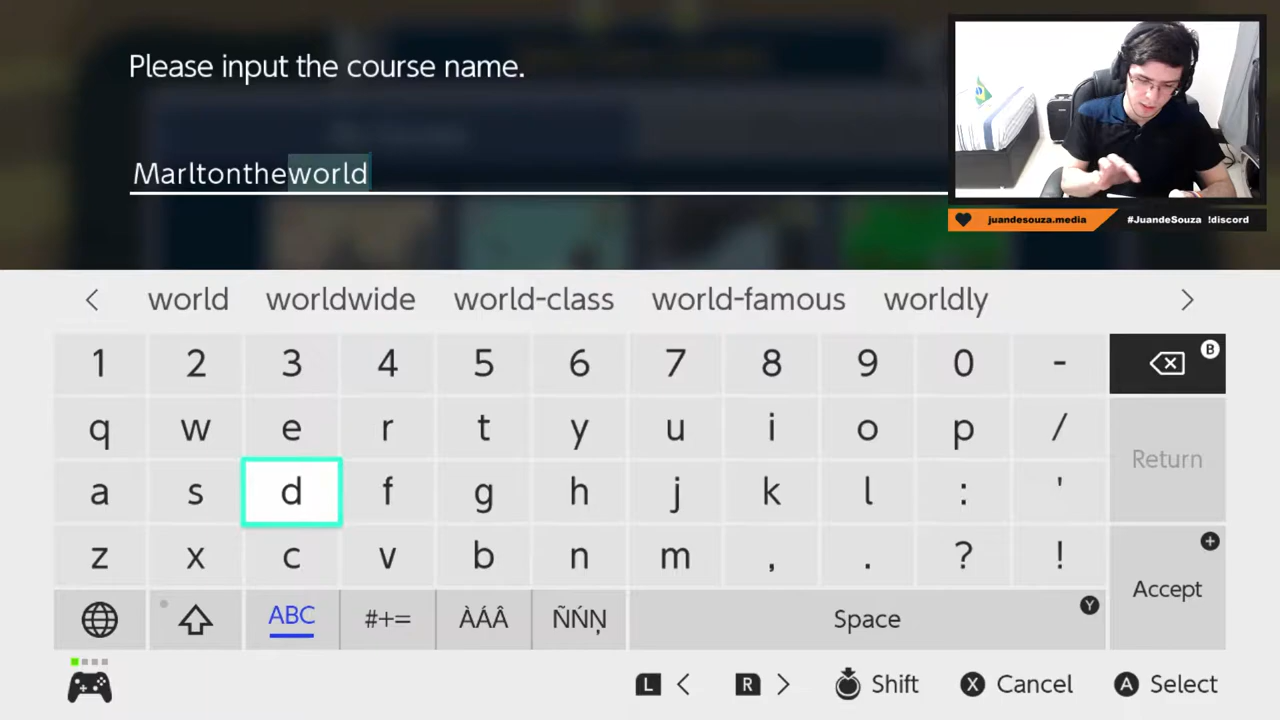 Please input the course name.
Marltontheworld
juandesouza.media #JuandeSouza !discord
world worldwide world-class world-famous worldly
1 2 3 4 5 6 7 8 9 0 - B
q w e r t y u i o p /
Return
a s d f g h j k l : '
z x c v b n m , . ? ! +
Accept
ABC #+= ÀÁÂ ÑŃŅ Space Y
L < R > Shift X Cancel A Select